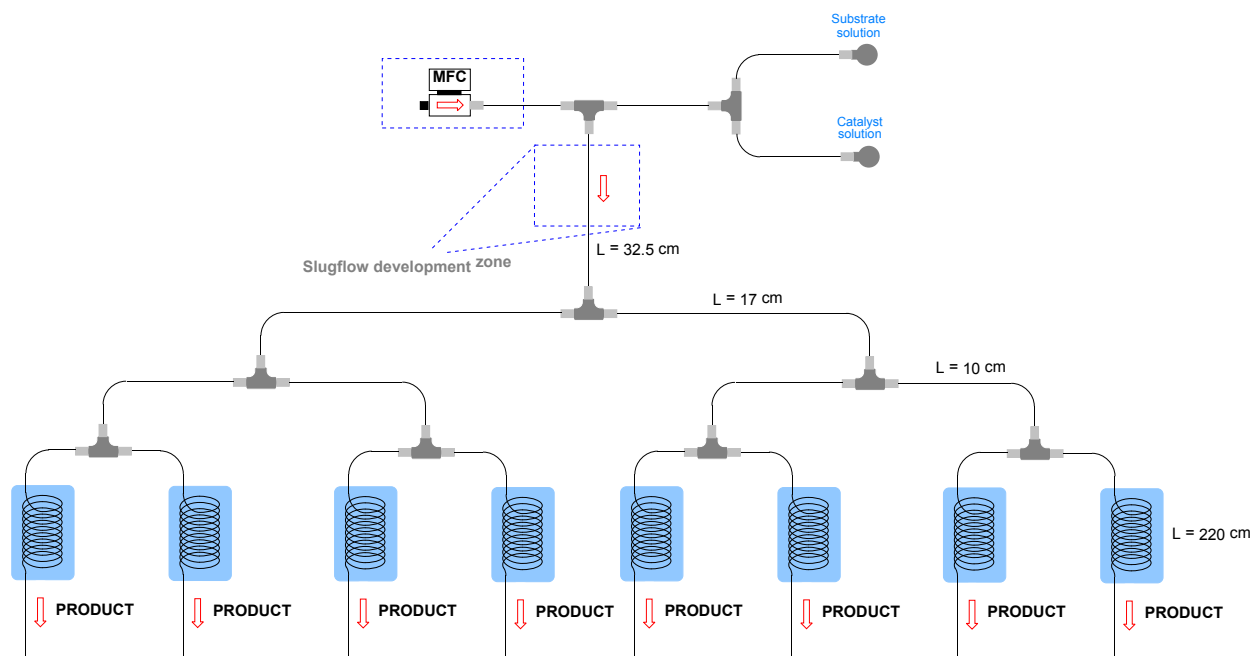 Substrate
solution
MFC
Catalyst
solution
L = 32.5 cm
Slugflow development zone
L = 17 cm
L = 10 cm
L = 220 cm
PRODUCT PRODUCT PRODUCT PRODUCT PRODUCT PRODUCT PRODUCT PRODUCT